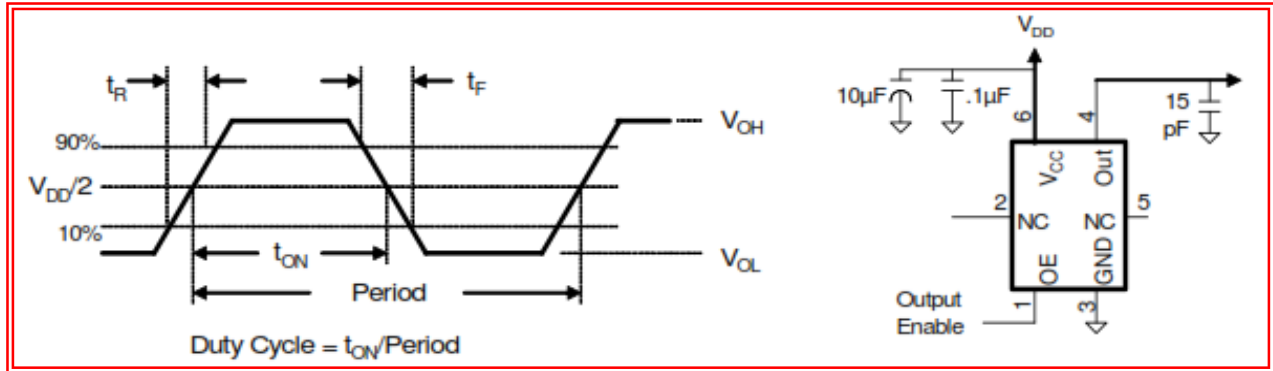 tR
tF
90%
VDD/2
10%
VOH
VOL
tON
Period
Duty Cycle = tON/Period
VDD
10µF
.1µF
15
pF
6
4
VCC
Out
2
NC
NC
5
OE
GND
Output
Enable
1
3